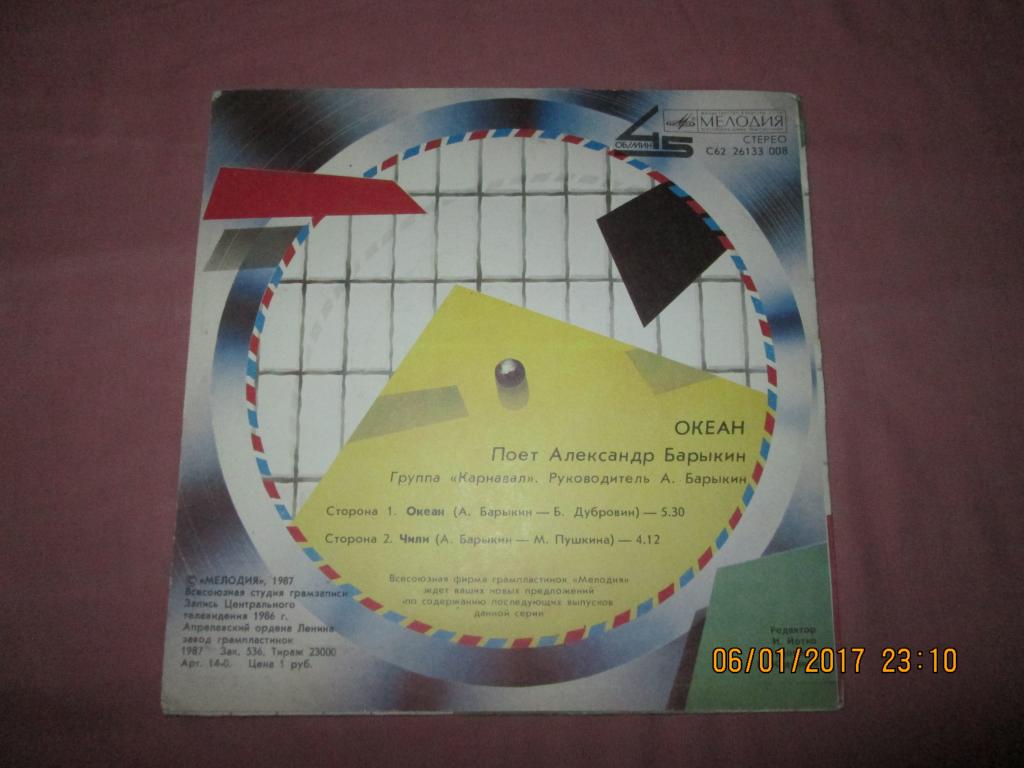 45
ОБ/МИН
МЕЛОДИЯ
СТЕРЕО
С62 26133 008
ОКЕАН
Поет Александр Барыкин
Группа «Карнавал». Руководитель А. Барыкин
Сторона 1. Океан (А. Барыкин — Б. Дубровин) — 5.30
Сторона 2. Чили (А. Барыкин — М. Пушкина) — 4.12
Всесоюзная фирма грампластинок «Мелодия»
ждет ваших новых предложений
по содержанию последующих выпусков
данной серии
© «МЕЛОДИЯ», 1987
Всесоюзная студия грамзаписи
Запись Центрального
телевидения 1986 г.
Апрелевский ордена Ленина
завод грампластинок
1987 Зак. 536. Тираж 23000
Арт. 14-0. Цена 1 руб.
Редактор
И. Йотко
06/01/2017 23:10